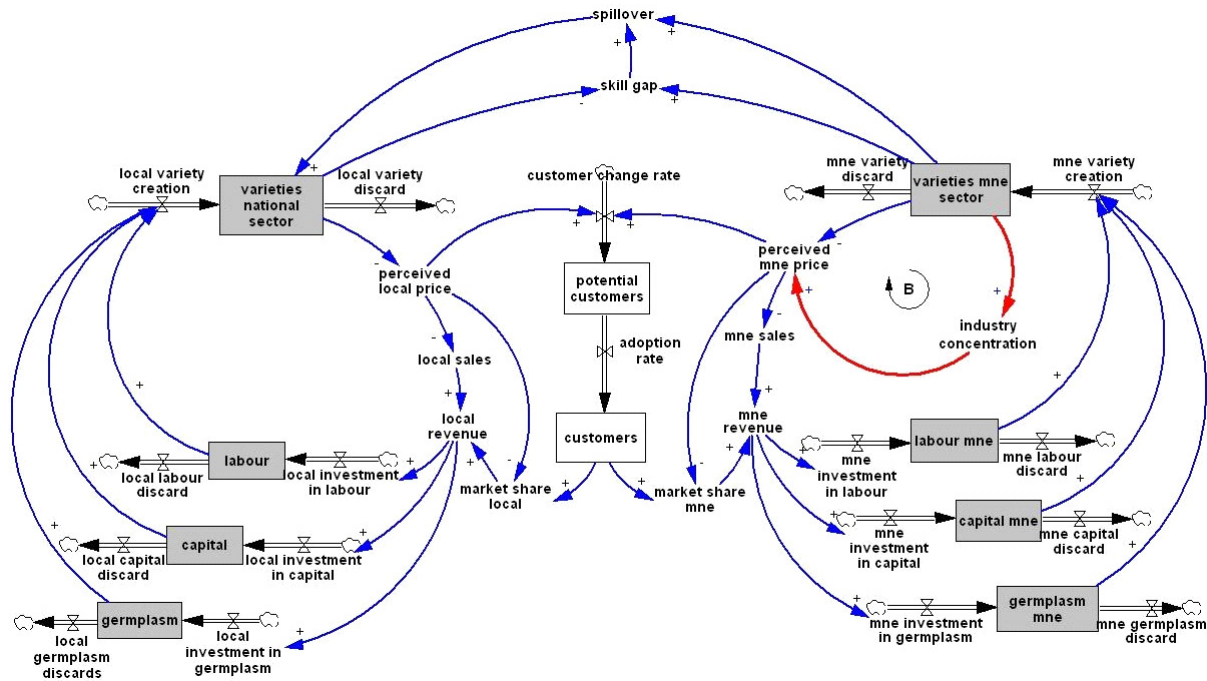 spillover
+
+
skill gap
-
+
local variety
creation
+
varieties
national
sector
local variety
discard
customer change rate
mne variety
discard
varieties mne
sector
mne variety
creation
+
+
-
perceived
local price
-
perceived
mne price
+
B
+
potential
customers
industry
concentration
-
local sales
adoption
rate
-
mne sales
+
+
+
+
local
revenue
customers
mne
revenue
labour
+
local labour
discard
local investment
in labour
+
-
+
market share
local
+
+
market share
mne
-
+
+
mne
investment
in labour
labour mne
mne labour
discard
+
capital
local capital
discard
local investment
in capital
+
+
mne
investment
in capital
capital mne
mne capital
discard
+
germplasm
local
germplasm
discards
local
investment in
germplasm
+
+
mne investment
in germplasm
germplasm
mne
mne germplasm
discard